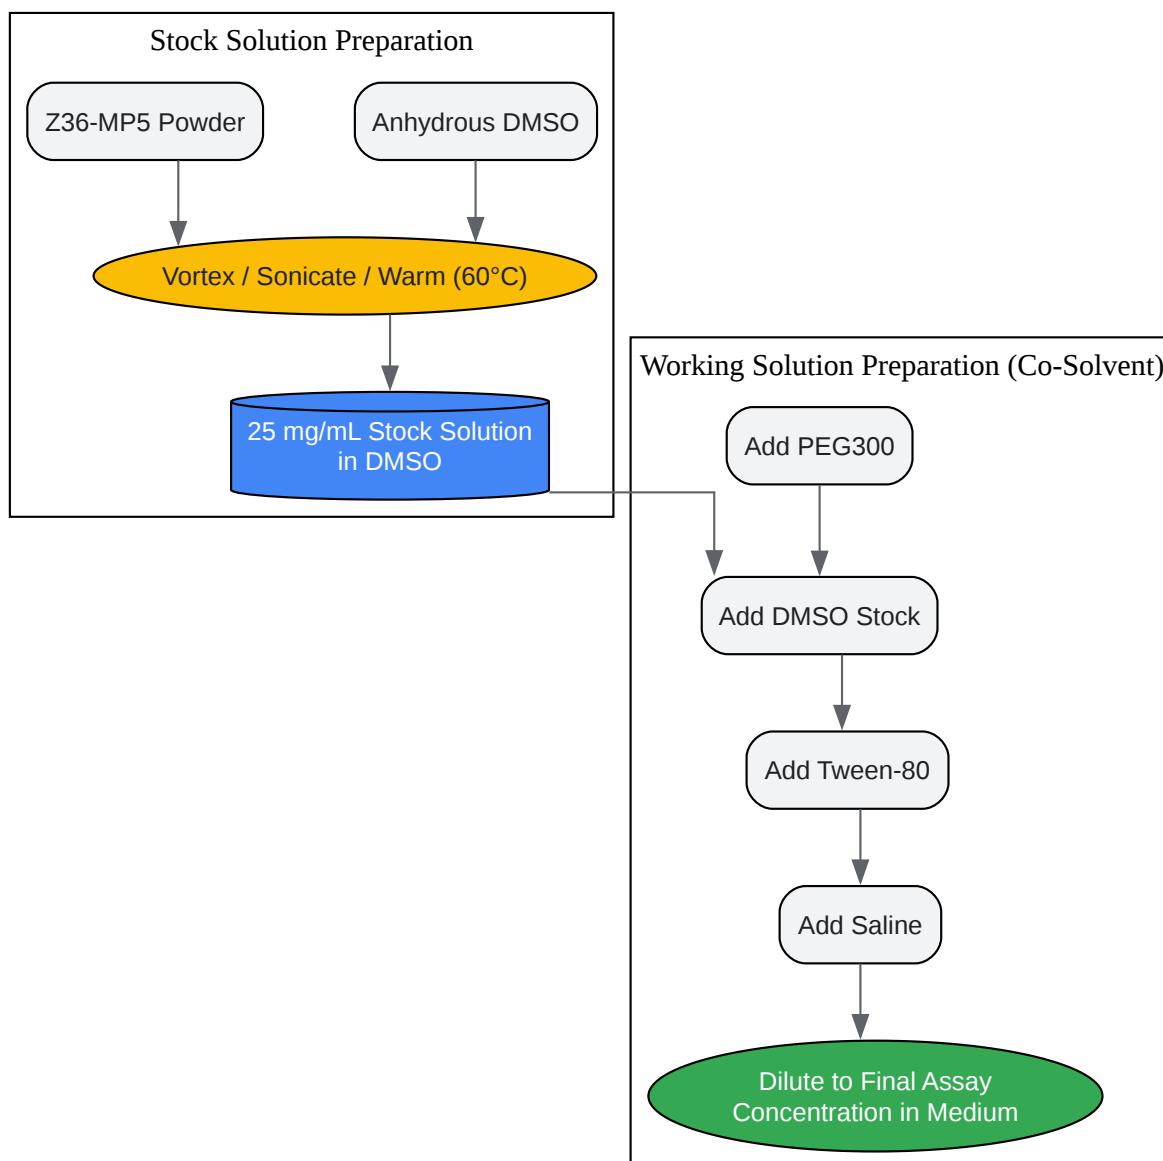 Stock Solution Preparation
Z36-MP5 Powder
Anhydrous DMSO
Vortex / Sonicate / Warm (60°C)
25 mg/mL Stock Solution
in DMSO
Working Solution Preparation (Co-Solvent)
Add PEG300
Add DMSO Stock
Add Tween-80
Add Saline
Dilute to Final Assay
Concentration in Medium